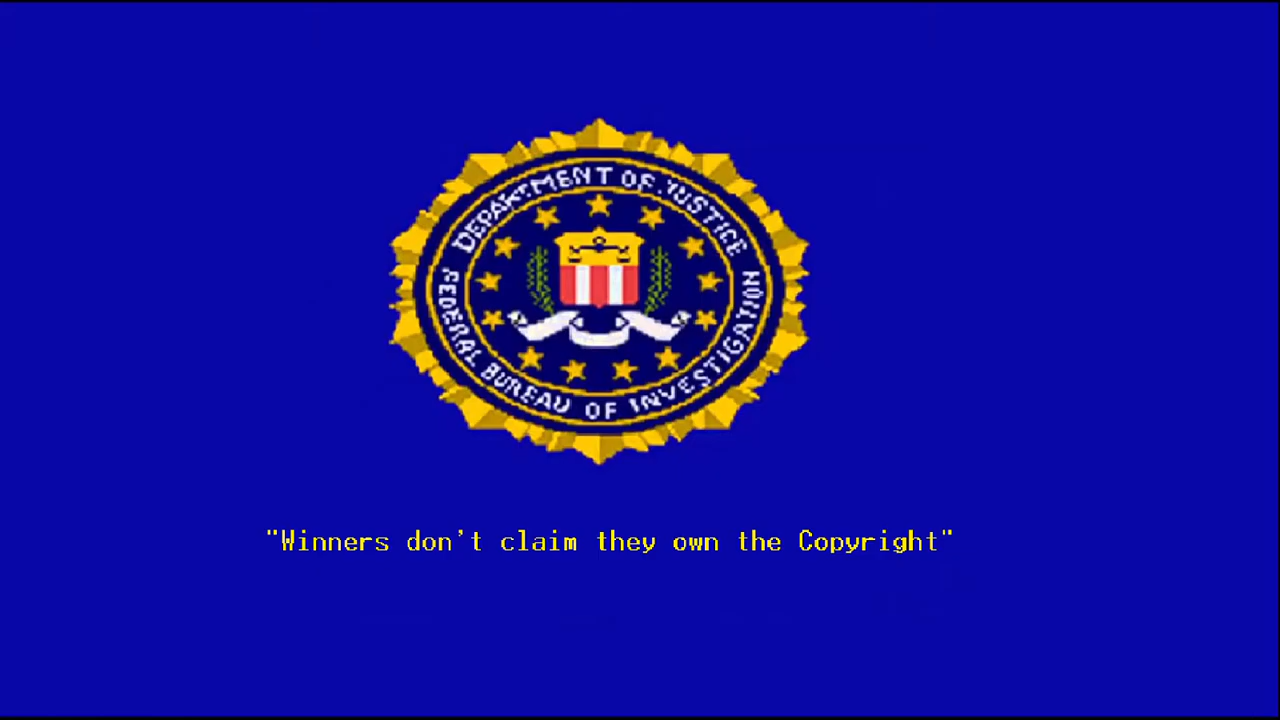 DEPARTMENT OF JUSTICE
FEDERAL BUREAU OF INVESTIGATION
"Winners don't claim they own the Copyright"